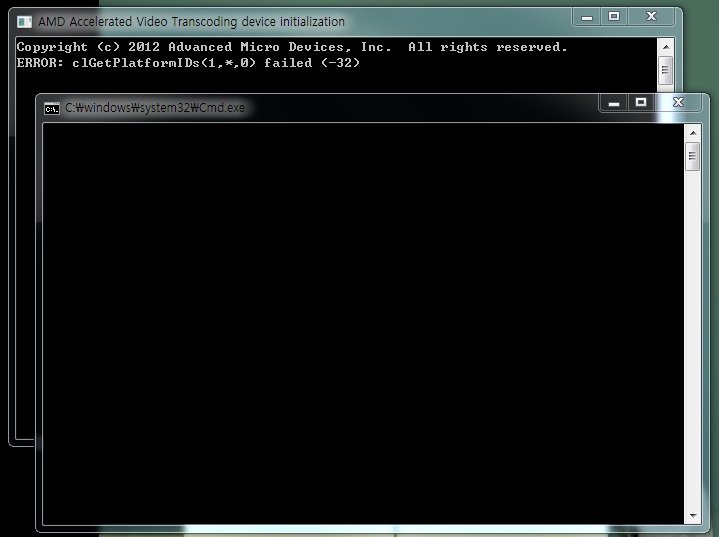 AMD Accelerated Video Transcoding device initialization
Copyright (c) 2012 Advanced Micro Devices, Inc.  All rights reserved.
ERROR: clGetPlatformIDs(1,*,0) failed (-32)
C:\.
C:₩windows₩system32₩Cmd.exe